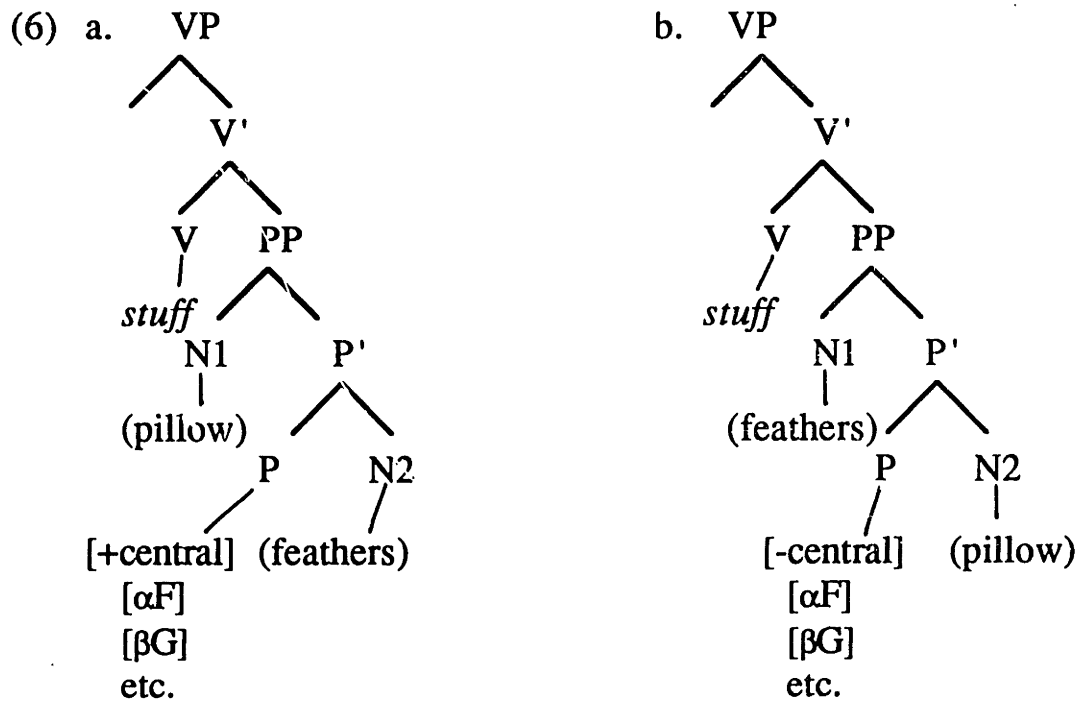 (6) a. VP b. VP
V' V'
V PP V PP
stuff stuff
N1 P' N1 P'
(pillow) (feathers)
P N2 P N2
[+central] (feathers) [-central] (pillow)
[αF] [αF]
[βG] [βG]
etc. etc.